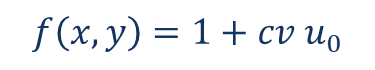 f(x, y) = 1 + cv u₀